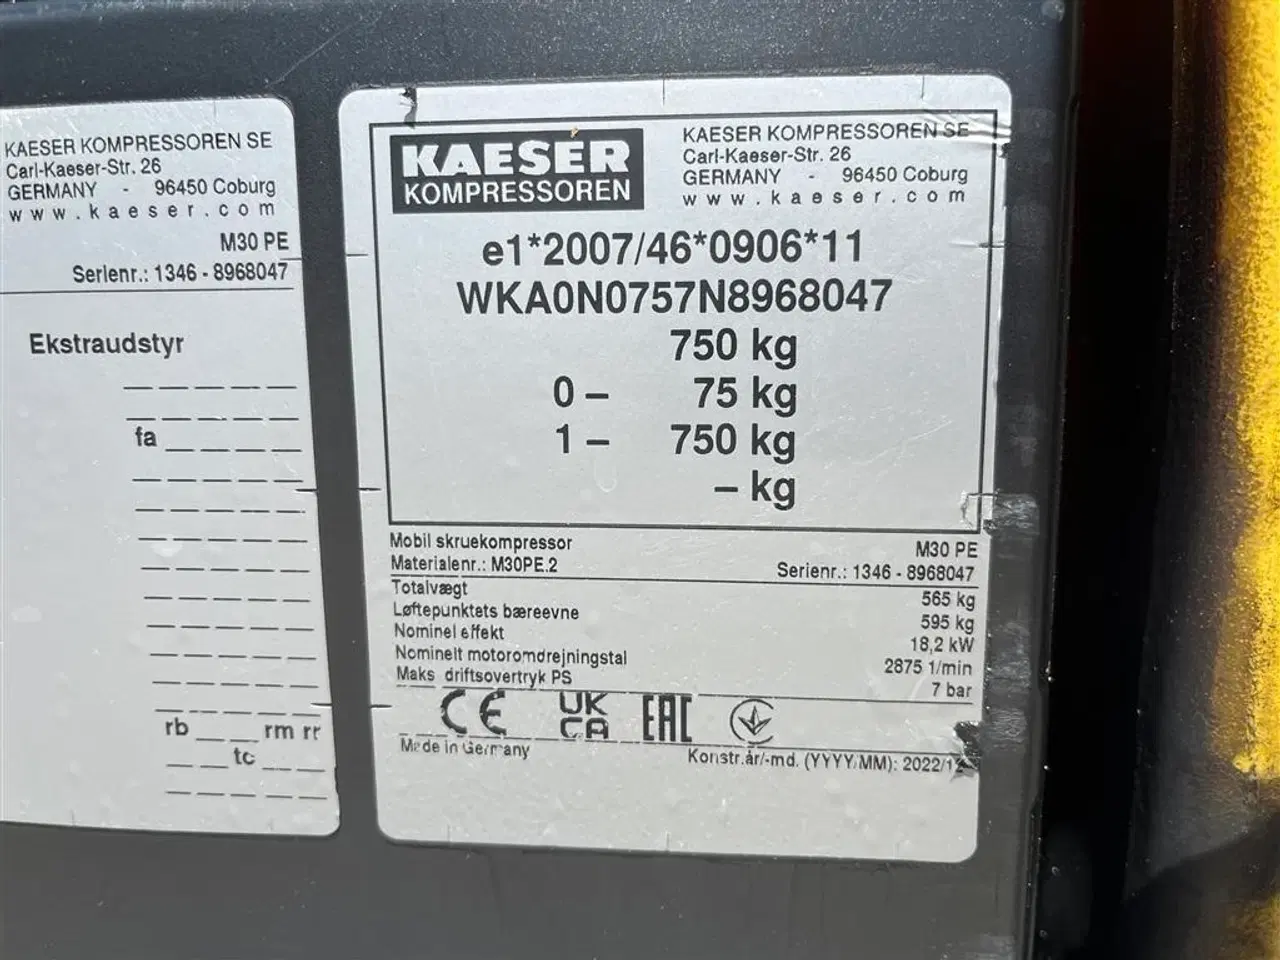 KAESER KOMPRESSOREN SE
Carl-Kaeser-Str. 26
GERMANY - 96450 Coburg
www.kaeser.com
M30 PE
Serienr.: 1346 - 8968047
Ekstraudstyr
fa
rb rm rr
tc
KAESER
KOMPRESSOREN
KAESER KOMPRESSOREN SE
Carl-Kaeser-Str. 26
GERMANY - 96450 Coburg
www.kaeser.com
e1*2007/46*0906*11
WKA0N0757N8968047
750 kg
0 – 75 kg
1 – 750 kg
– kg
Mobil skruekompressor M30 PE
Materialenr.: M30PE.2 Serienr.: 1346 - 8968047
Totalvægt 565 kg
Løftepunktets bæreevne 595 kg
Nominel effekt 18,2 kW
Nominelt motoromdrejningstal 2875 1/min
Maks driftsovertryk PS 7 bar
CE UK CA EAC
Made in Germany Konstr.år/-md. (YYYY/MM): 2022/12